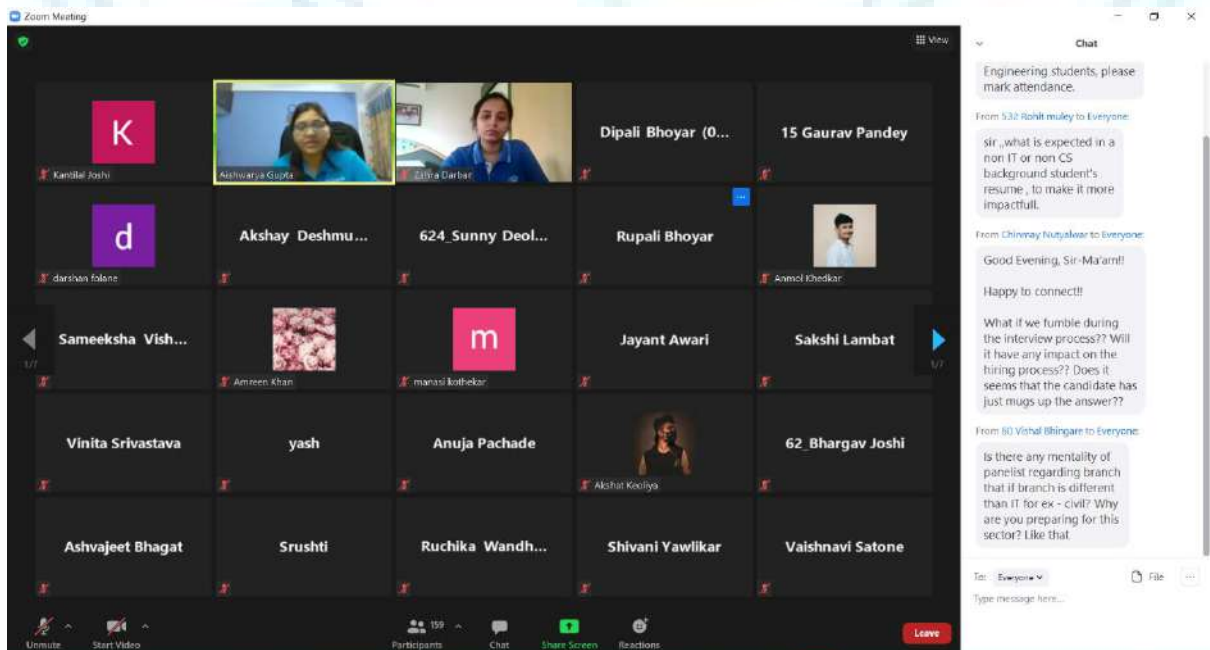 Zoom Meeting
View
K
Kantilal Joshi
Aishwarya Gupta
Zahra Darbar
Dipali Bhoyar (0...
15 Gaurav Pandey
d
darshan folane
Akshay Deshmu...
624_Sunny Deol...
Rupali Bhoyar
Anmol Khedkar
Sameeksha Vish...
Amreen Khan
m
manasi kothekar
Jayant Awari
Sakshi Lambat
1/7
1/7
Vinita Srivastava
yash
Anuja Pachade
Akshat Keoliya
62_Bhargav Joshi
Ashvajeet Bhagat
Srushti
Ruchika Wandh...
Shivani Yawlikar
Vaishnavi Satone
Unmute
Start Video
159
Participants
Chat
Share Screen
Reactions
Leave
Chat
Engineering students, please
mark attendance.
From 532 Rohit muley to Everyone:
sir ,,what is expected in a
non IT or non CS
background student's
resume , to make it more
impactfull.
From Chinmay Nutyalwar to Everyone:
Good Evening, Sir-Ma'am!!
Happy to connect!!
What if we fumble during
the interview process?? Will
it have any impact on the
hiring process?? Does it
seems that the candidate has
just mugs up the answer??
From 60 Vishal Bhingare to Everyone:
Is there any mentality of
panelist regarding branch
that if branch is different
than IT for ex - civil? Why
are you preparing for this
sector? Like that
To: Everyone
File
Type message here...